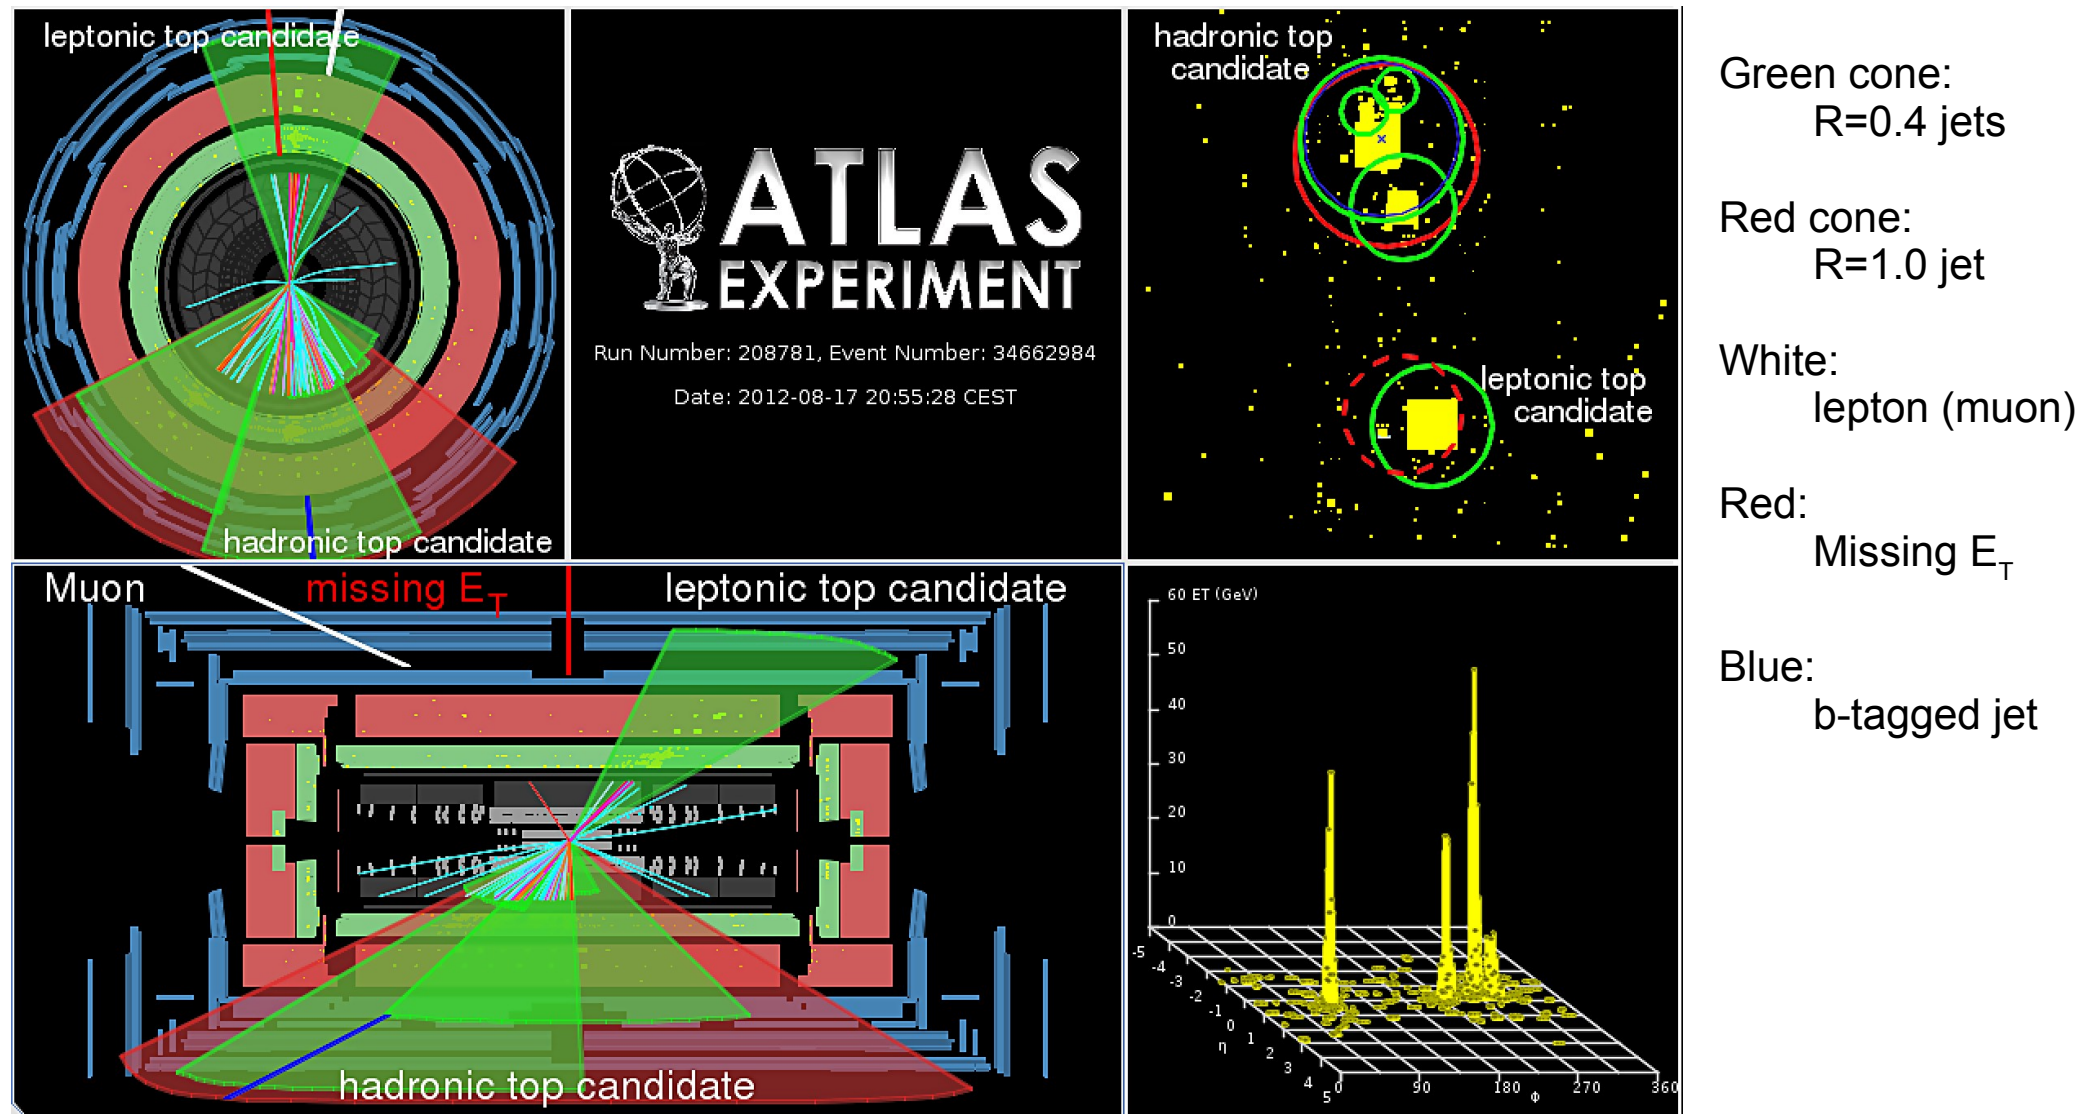 leptonic top candidate
hadronic top candidate
ATLAS
EXPERIMENT
Run Number: 208781, Event Number: 34662984
Date: 2012-08-17 20:55:28 CEST
hadronic top
candidate
leptonic top
candidate
Muon
missing E_T
leptonic top candidate
hadronic top candidate
60 ET (GeV)
50
40
30
20
10
0
-5
-4
-3
-2
-1
0
1
2
3
4
5
η
0
90
180
270
360
Φ
Green cone:
R=0.4 jets
Red cone:
R=1.0 jet
White:
lepton (muon)
Red:
Missing E_T
Blue:
b-tagged jet